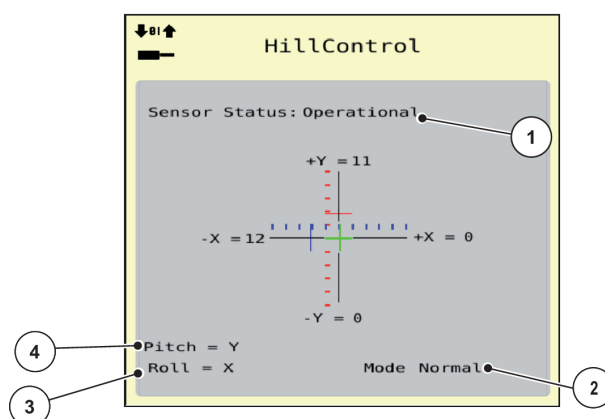 HillControl
Sensor Status: Operational
1
+Y = 11
-X = 12
+X = 0
-Y = 0
4
Pitch = Y
3
Roll = X
Mode Normal
2